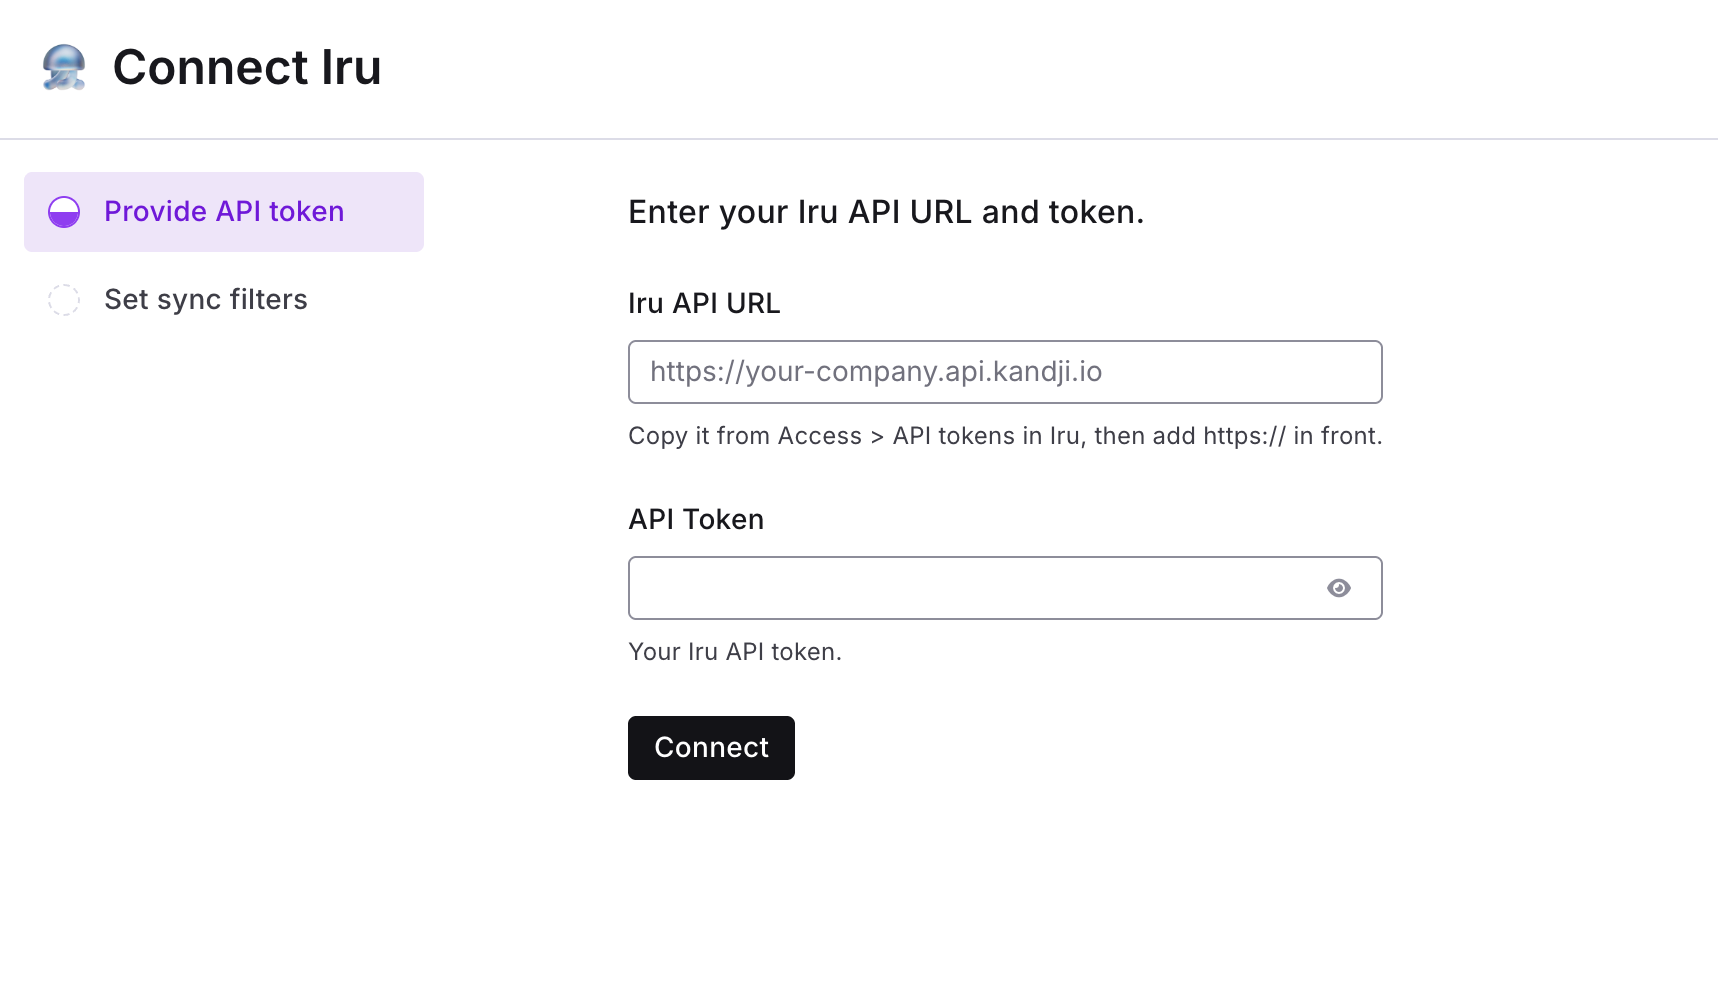 Connect Iru
Provide API token
Set sync filters
Enter your Iru API URL and token.
Iru API URL
https://your-company.api.kandji.io
Copy it from Access > API tokens in Iru, then add https:// in front.
API Token
Your Iru API token.
Connect